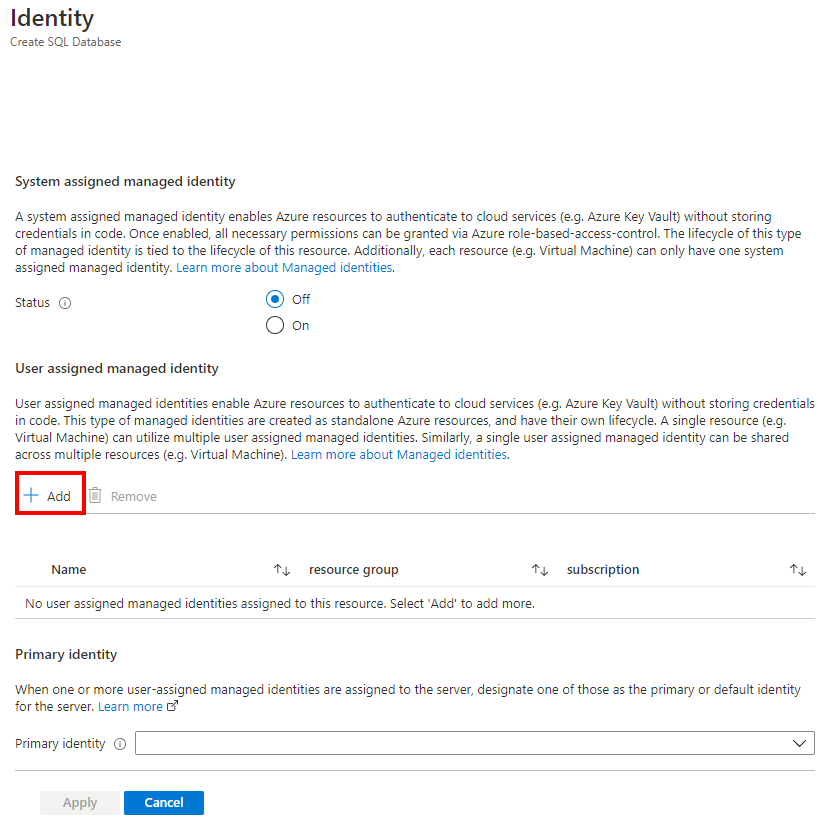 Identity
Create SQL Database
System assigned managed identity
A system assigned managed identity enables Azure resources to authenticate to cloud services (e.g. Azure Key Vault) without storing
credentials in code. Once enabled, all necessary permissions can be granted via Azure role-based-access-control. The lifecycle of this type
of managed identity is tied to the lifecycle of this resource. Additionally, each resource (e.g. Virtual Machine) can only have one system
assigned managed identity. Learn more about Managed identities.
Status
Off
On
User assigned managed identity
User assigned managed identities enable Azure resources to authenticate to cloud services (e.g. Azure Key Vault) without storing credentials
in code. This type of managed identities are created as standalone Azure resources, and have their own lifecycle. A single resource (e.g.
Virtual Machine) can utilize multiple user assigned managed identities. Similarly, a single user assigned managed identity can be shared
across multiple resources (e.g. Virtual Machine). Learn more about Managed identities.
Add Remove
Name resource group subscription
No user assigned managed identities assigned to this resource. Select 'Add' to add more.
Primary identity
When one or more user-assigned managed identities are assigned to the server, designate one of those as the primary or default identity
for the server. Learn more
Primary identity
Apply Cancel